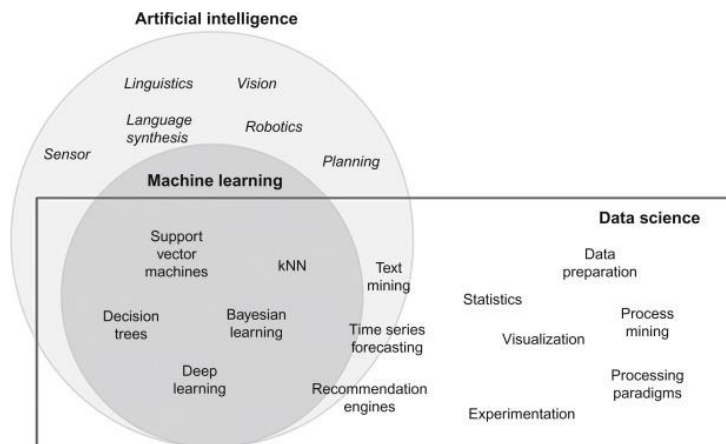 Artificial intelligence
Linguistics
Vision
Language
synthesis
Robotics
Sensor
Planning
Machine learning
Data science
Support
vector
machines
kNN
Text
mining
Data
preparation
Statistics
Decision
trees
Bayesian
learning
Time series
forecasting
Visualization
Process
mining
Deep
learning
Recommendation
engines
Processing
paradigms
Experimentation